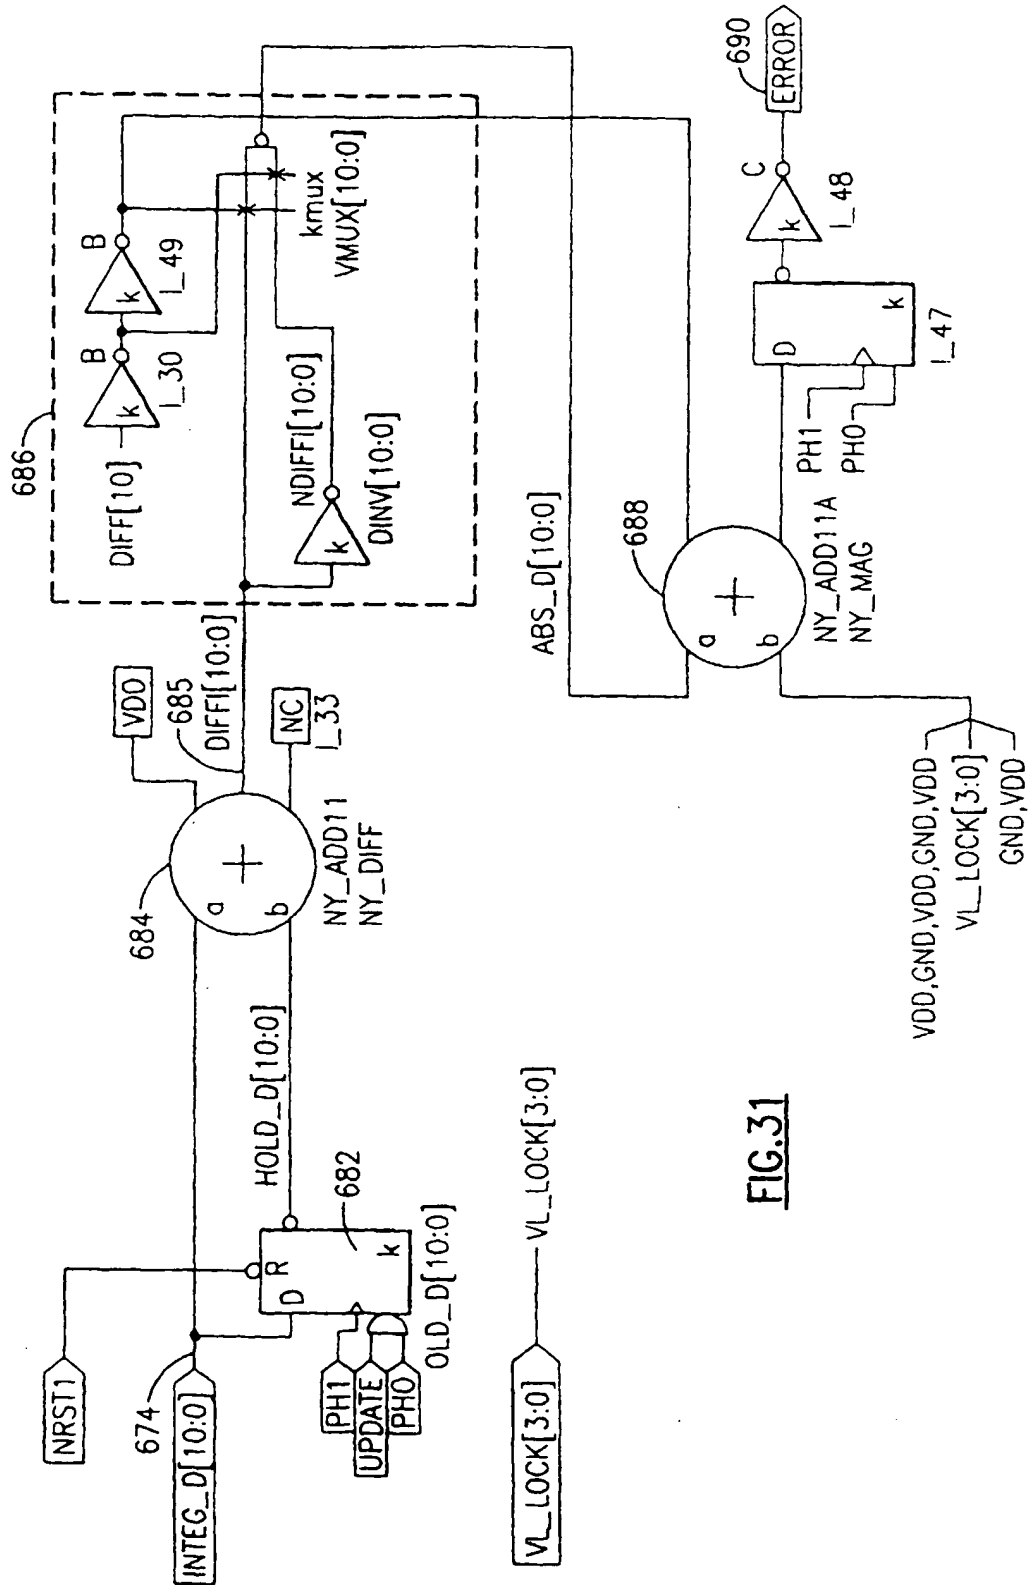 NRST1
674
INTEG_D[10:0]
D
R
682
k
PH1
UPDATE
PH0
OLD_D[10:0]
HOLD_D[10:0]
684
a
b
VDD
685
DIFFI[10:0]
NC
I_33
NY_ADD11
NY_DIFF
686
DIFF[10]
k
B
I_30
k
B
I_49
NDIFFI[10:0]
k
DINV[10:0]
kmux
VMUX[10:0]
ABS_D[10:0]
688
a
b
NY_ADD11A
NY_MAG
PH1
PH0
D
k
I_47
k
C
I_48
690
ERROR
VDD,GND,VDD,GND,VDD
VL_LOCK[3:0]
GND,VDD
VL_LOCK[3:0]
VL_LOCK[3:0]
FIG.31